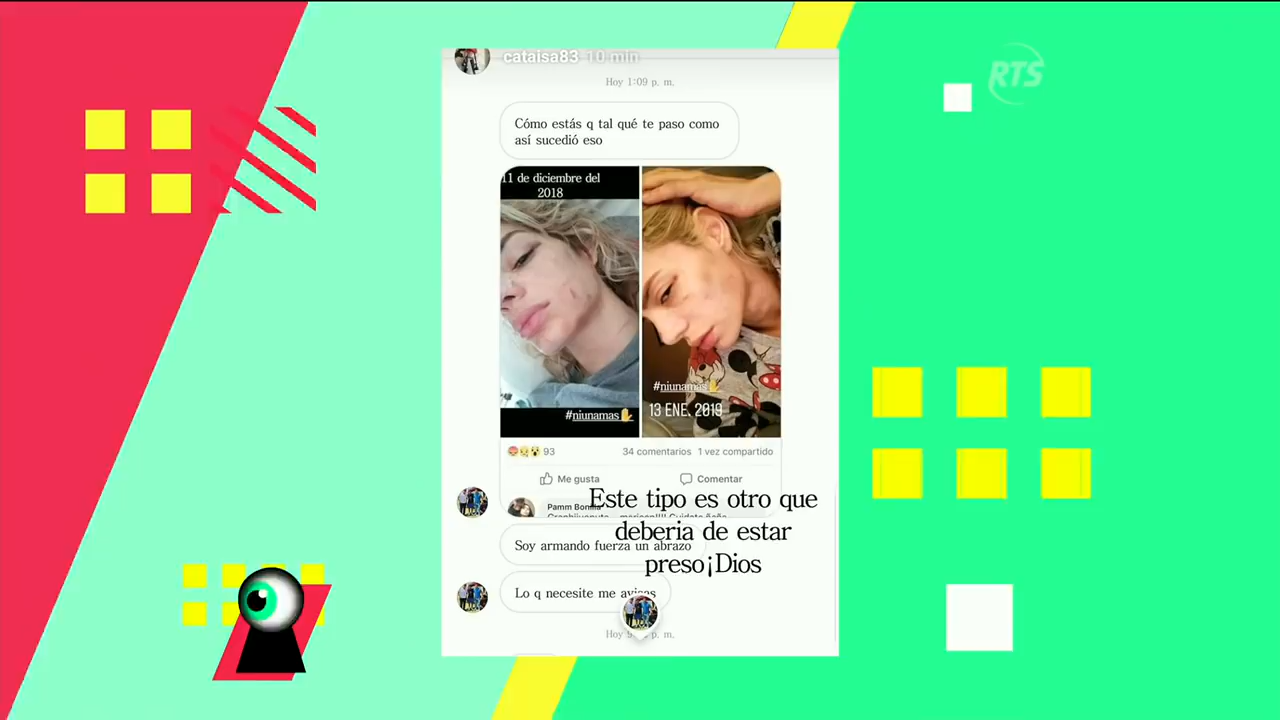 cataisa83 10 min
RTS
Hoy 1:09 p. m.
Cómo estás q tal qué te paso como
así sucedió eso
11 de diciembre del
2018
#niunamas
#niunamas
13 ENE. 2019
93
34 comentarios 1 vez compartido
Me gusta
Comentar
Este tipo es otro que
deberia de estar
preso¡Dios
Pamm Bonilla
Soy armando fuerza un abrazo
Lo q necesite me avisas
Hoy p. m.